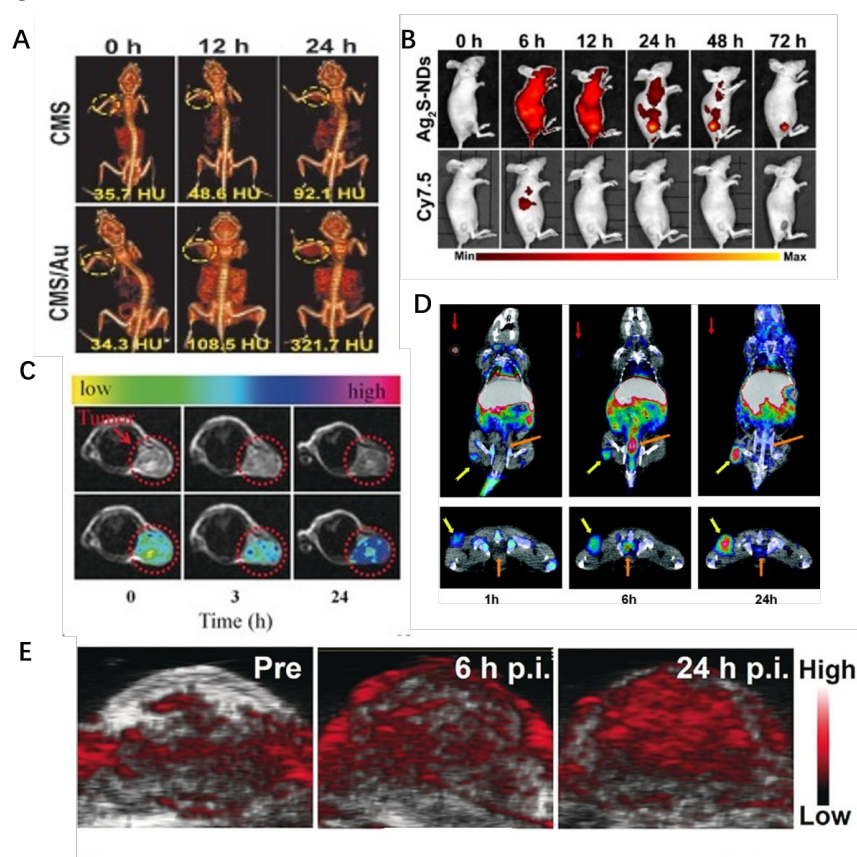 A
0 h 12 h 24 h
CMS
35.7 HU 48.6 HU 92.1 HU
CMS/Au
34.3 HU 108.5 HU 321.7 HU
B
0 h 6 h 12 h 24 h 48 h 72 h
Ag2S-NDs
Cy7.5
Min Max
C
low high
Tumor
0 3 24
Time (h)
D
1h 6h 24h
E
Pre 6 h p.i. 24 h p.i. High
Low